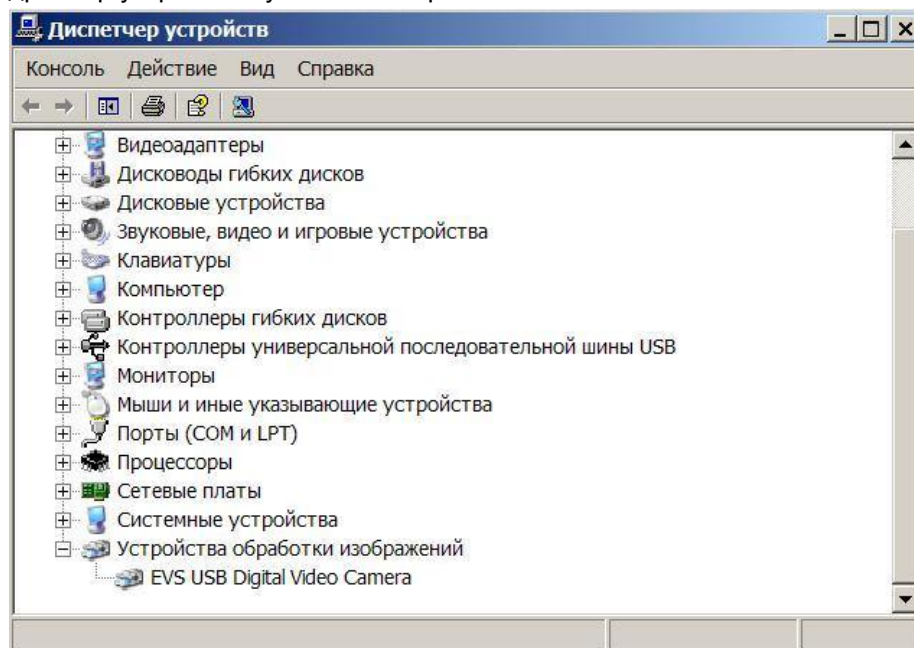 Диспетчер устройств
Консоль Действие Вид Справка
Видеоадаптеры
Дисководы гибких дисков
Дисковые устройства
Звуковые, видео и игровые устройства
Клавиатуры
Компьютер
Контроллеры гибких дисков
Контроллеры универсальной последовательной шины USB
Мониторы
Мыши и иные указывающие устройства
Порты (COM и LPT)
Процессоры
Сетевые платы
Системные устройства
Устройства обработки изображений
EVS USB Digital Video Camera